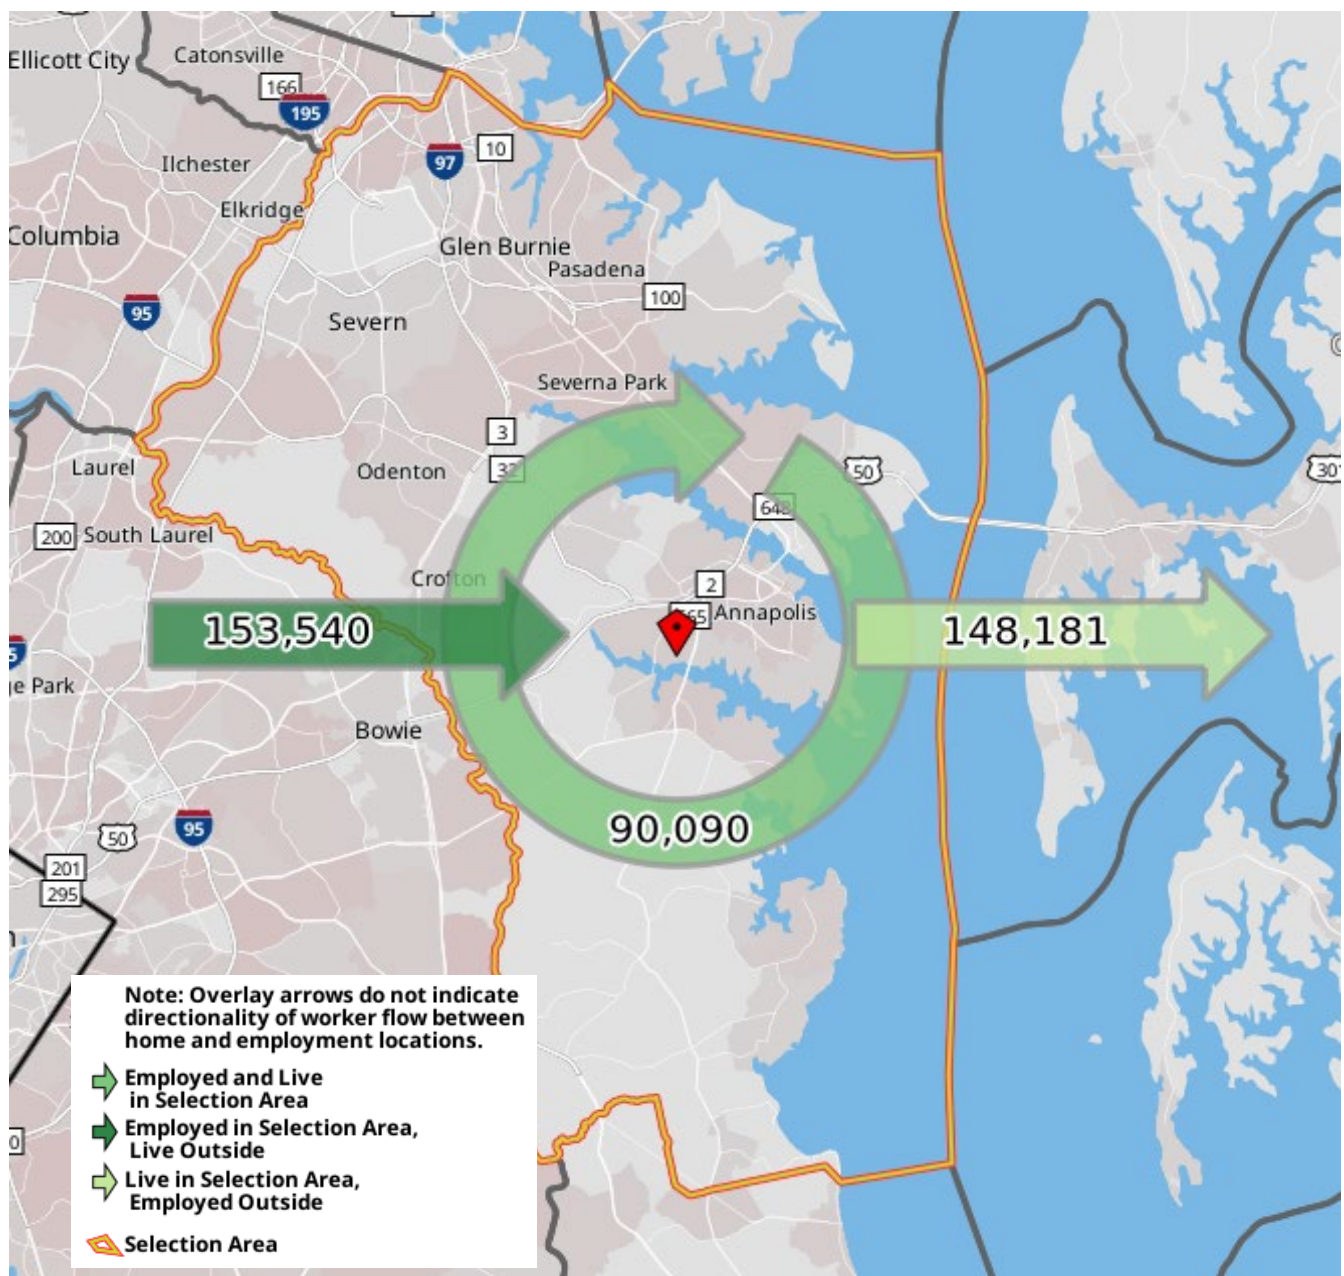 Ellicott City
Catonsville
166
195
10
97
Ilchester
Elkridge
Columbia
Glen Burnie
Pasadena
100
95
Severn
Severna Park
3
Laurel
Odenton
32
50
301
648
200
South Laurel
Crofton
2
665
Annapolis
153,540
148,181
ge Park
Bowie
90,090
50
95
201
295
Note: Overlay arrows do not indicate
directionality of worker flow between
home and employment locations.
Employed and Live
in Selection Area
Employed in Selection Area,
Live Outside
Live in Selection Area,
Employed Outside
Selection Area